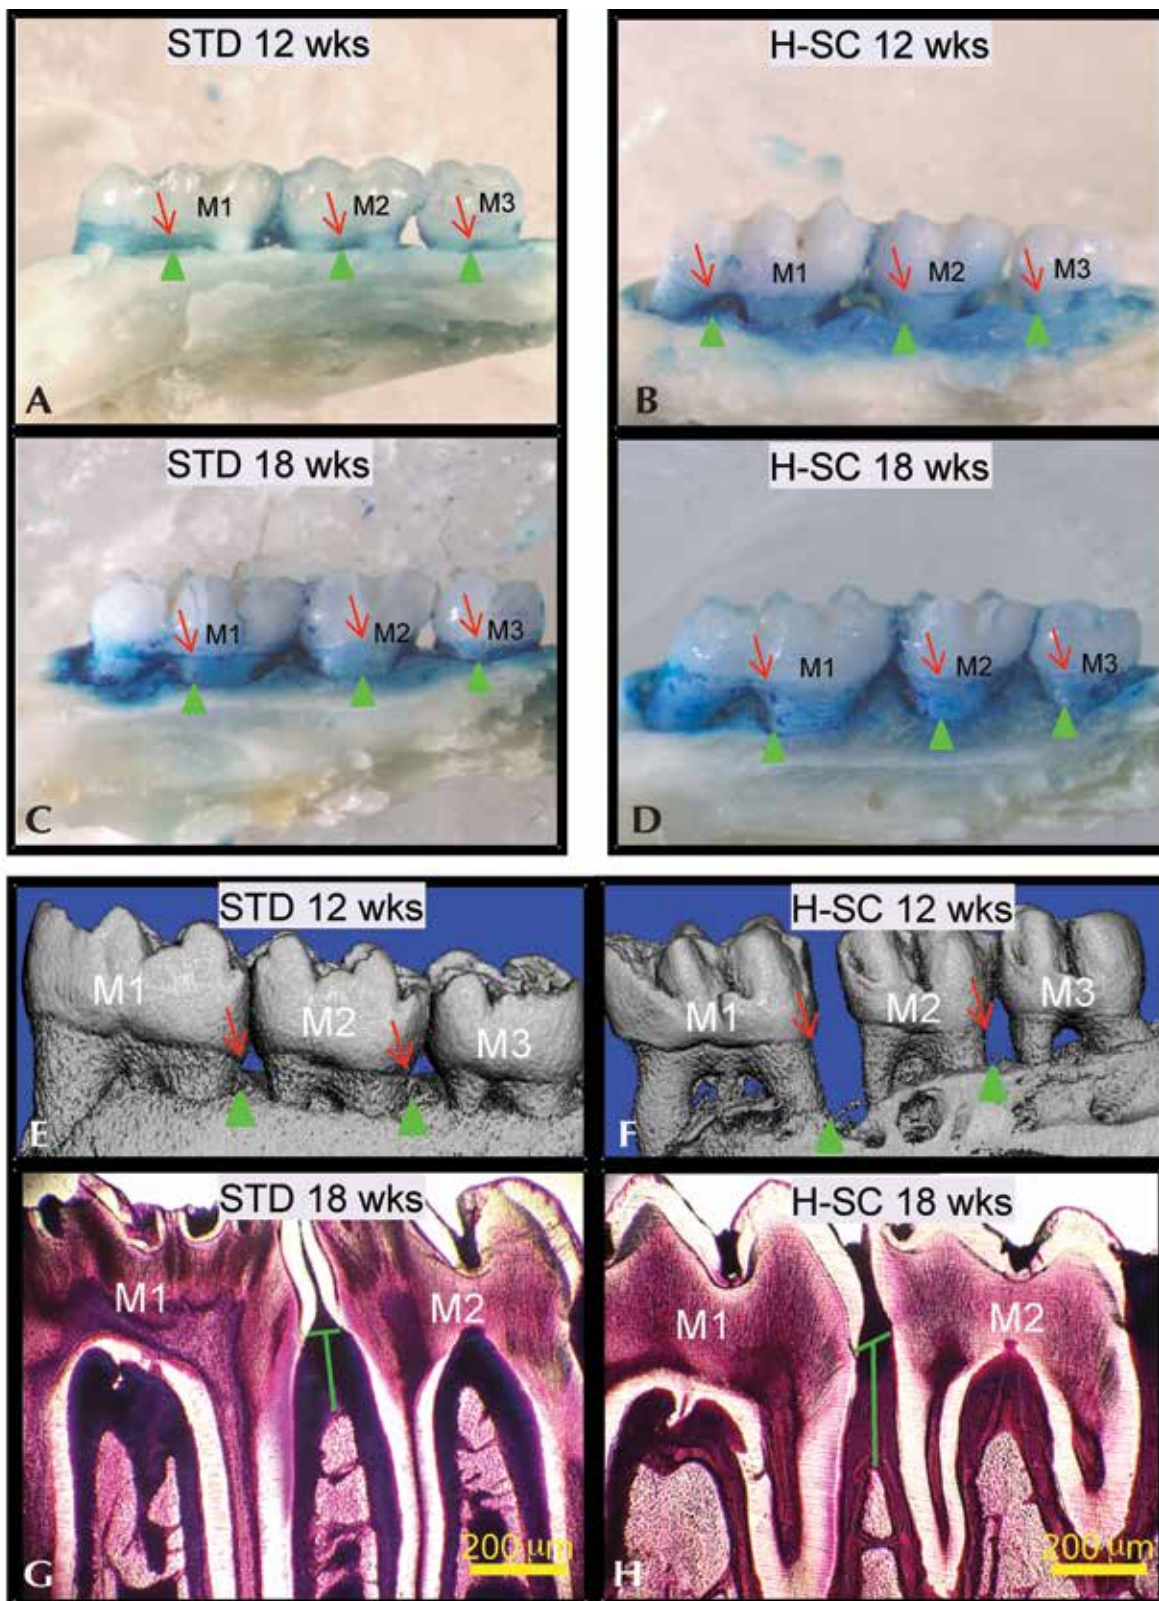 STD 12 wks
M1
M2
M3
A
H-SC 12 wks
M1
M2
M3
B
STD 18 wks
M1
M2
M3
C
H-SC 18 wks
M1
M2
M3
D
STD 12 wks
M1
M2
M3
E
H-SC 12 wks
M1
M2
M3
F
STD 18 wks
M1
M2
G
200 µm
H-SC 18 wks
M1
M2
H
200 µm